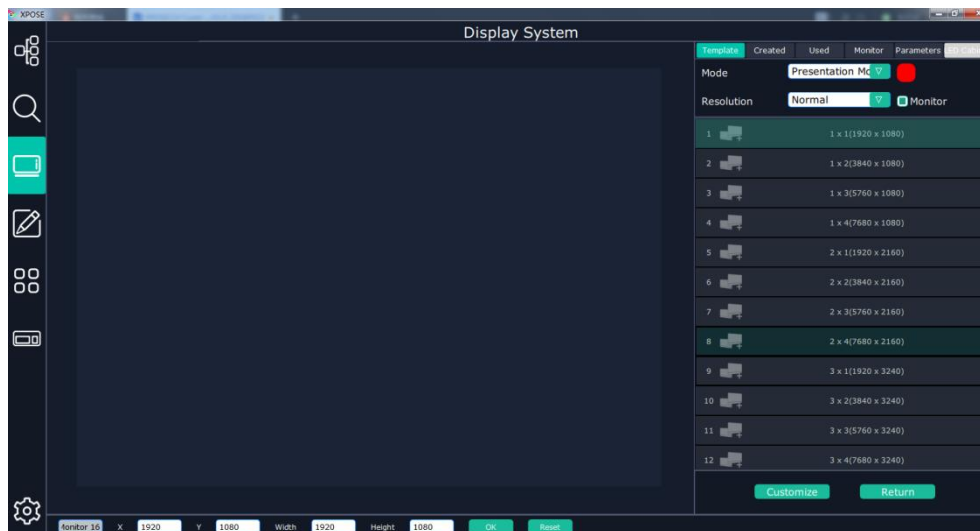 XPOSE
Display System
Template Created Used Monitor Parameters LED Cabin
Mode Presentation Mo
Resolution Normal Monitor
1 1 x 1(1920 x 1080)
2 1 x 2(3840 x 1080)
3 1 x 3(5760 x 1080)
4 1 x 4(7680 x 1080)
5 2 x 1(1920 x 2160)
6 2 x 2(3840 x 2160)
7 2 x 3(5760 x 2160)
8 2 x 4(7680 x 2160)
9 3 x 1(1920 x 3240)
10 3 x 2(3840 x 3240)
11 3 x 3(5760 x 3240)
12 3 x 4(7680 x 3240)
Customize Return
Monitor 16 X 1920 Y 1080 Width 1920 Height 1080 OK Reset